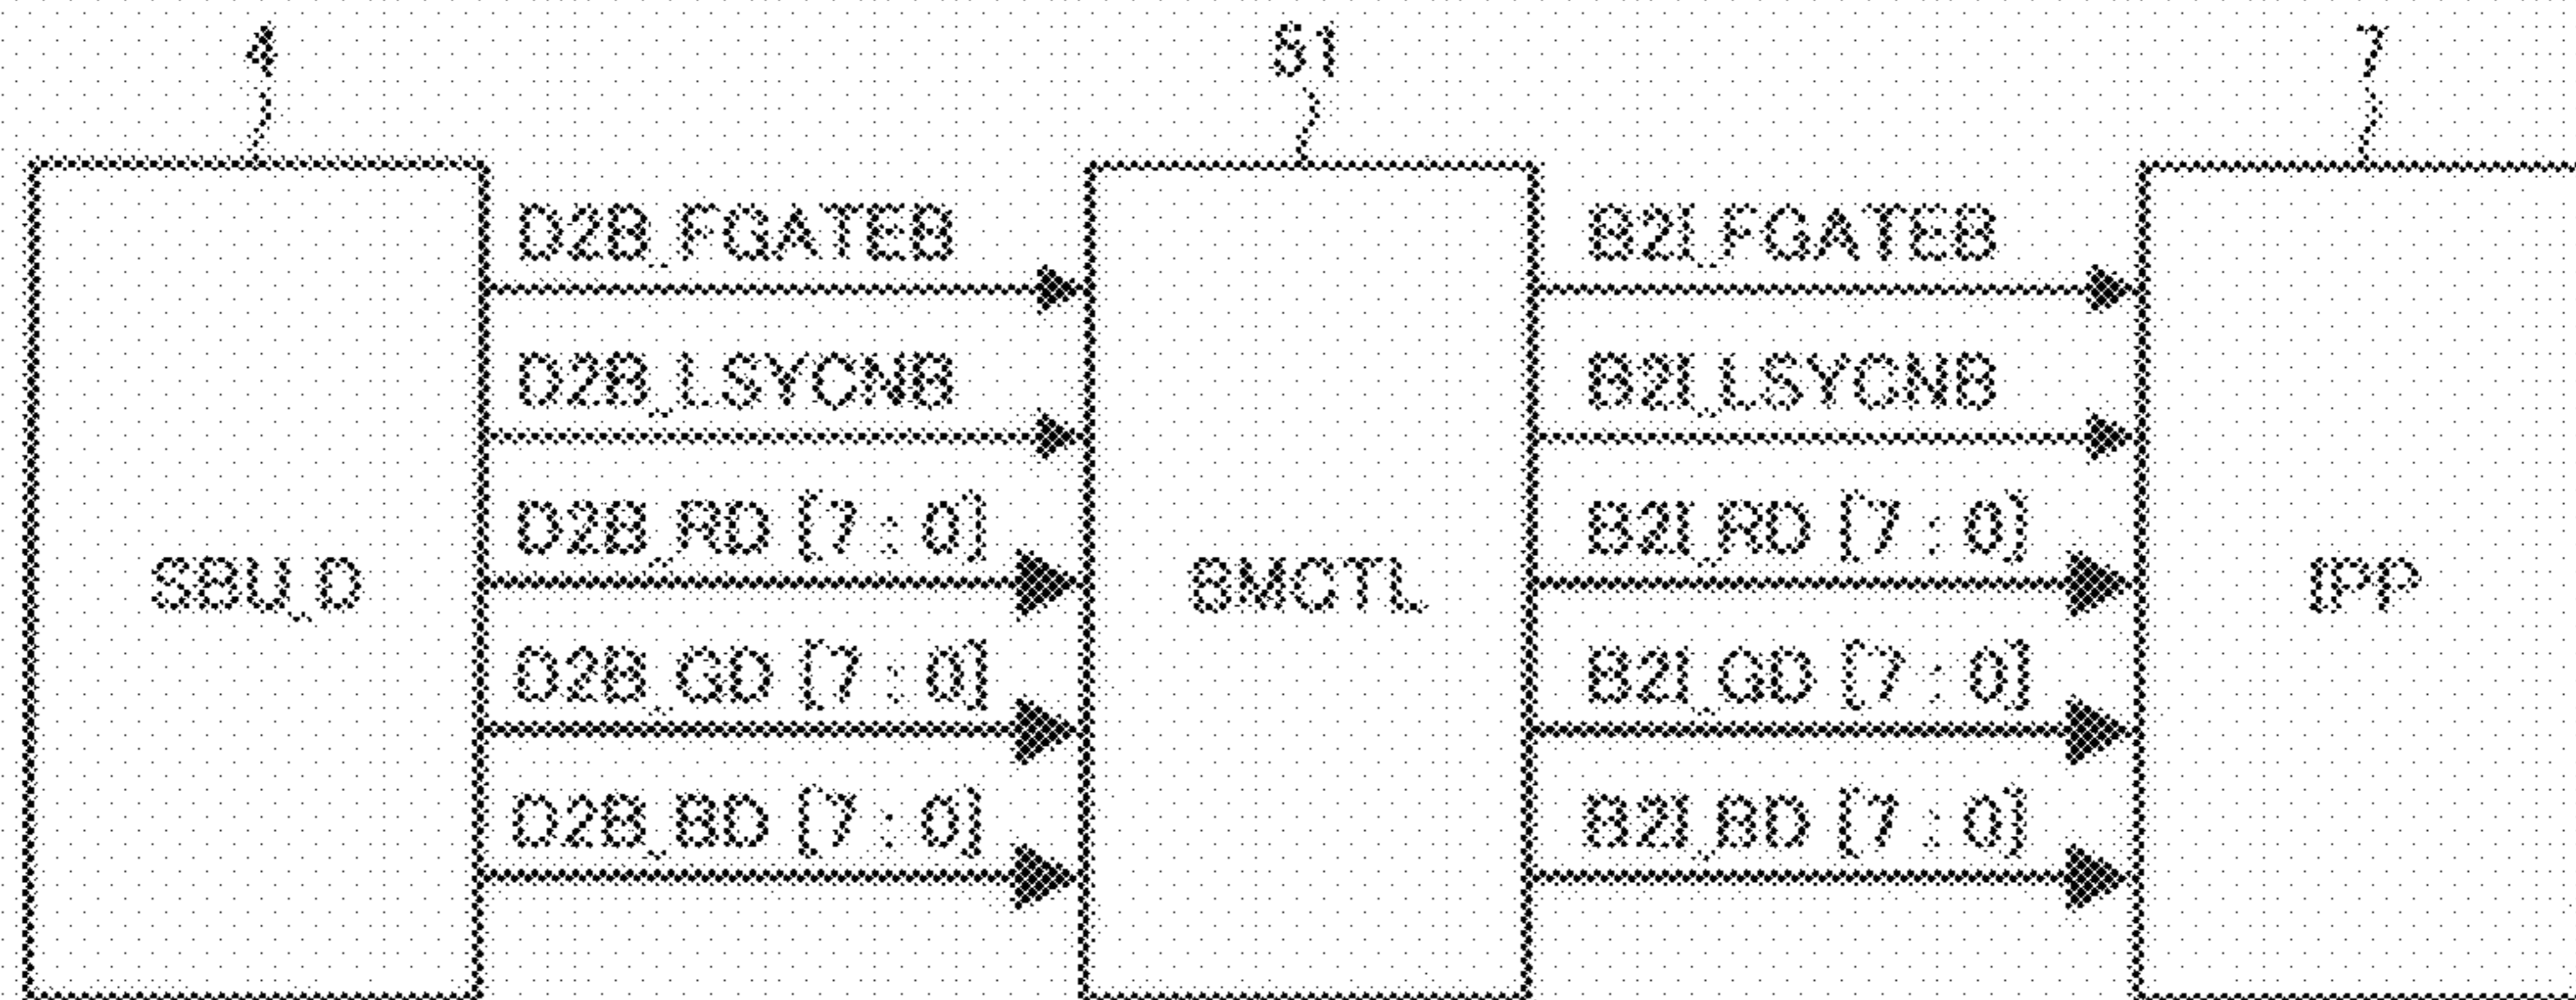 4
7
D2B_FGATEB
B2I_FGATEB
D2B_LSYCNB
B2I_LSYCNB
D2B_RD [7 : 0]
B2I_RD [7 : 0]
SBU_D
BMCTL
IPP
D2B_GD [7 : 0]
B2I_GD [7 : 0]
D2B_BD [7 : 0]
B2I_BD [7 : 0]